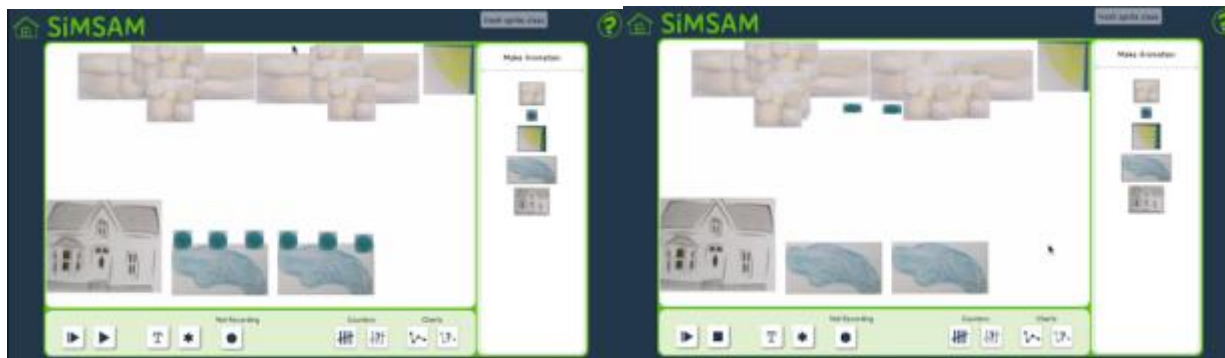 SiMSAM
Make Animation
Not Recording
Counters
Charts
T
?
SiMSAM
Make Animation
Not Recording
Counters
Charts
T
?